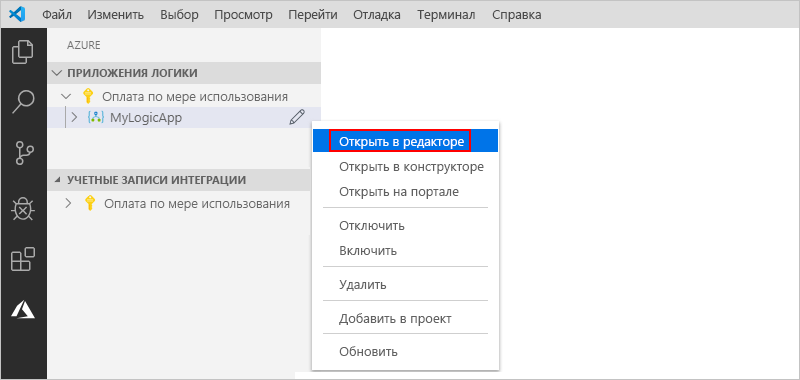 Файл Изменить Выбор Просмотр Перейти Отладка Терминал Справка
AZURE
ПРИЛОЖЕНИЯ ЛОГИКИ
Оплата по мере использования
MyLogicApp
УЧЕТНЫЕ ЗАПИСИ ИНТЕГРАЦИИ
Оплата по мере использования
Открыть в редакторе
Открыть в конструкторе
Открыть на портале
Отключить
Включить
Удалить
Добавить в проект
Обновить